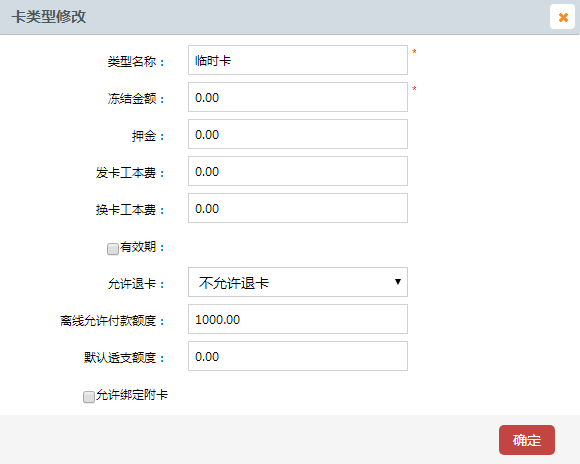 卡类型修改
类型名称： 临时卡 *
冻结金额： 0.00 *
押金： 0.00
发卡工本费： 0.00
换卡工本费： 0.00
有效期：
允许退卡： 不允许退卡
离线允许付款额度： 1000.00
默认透支额度： 0.00
允许绑定附卡
确定